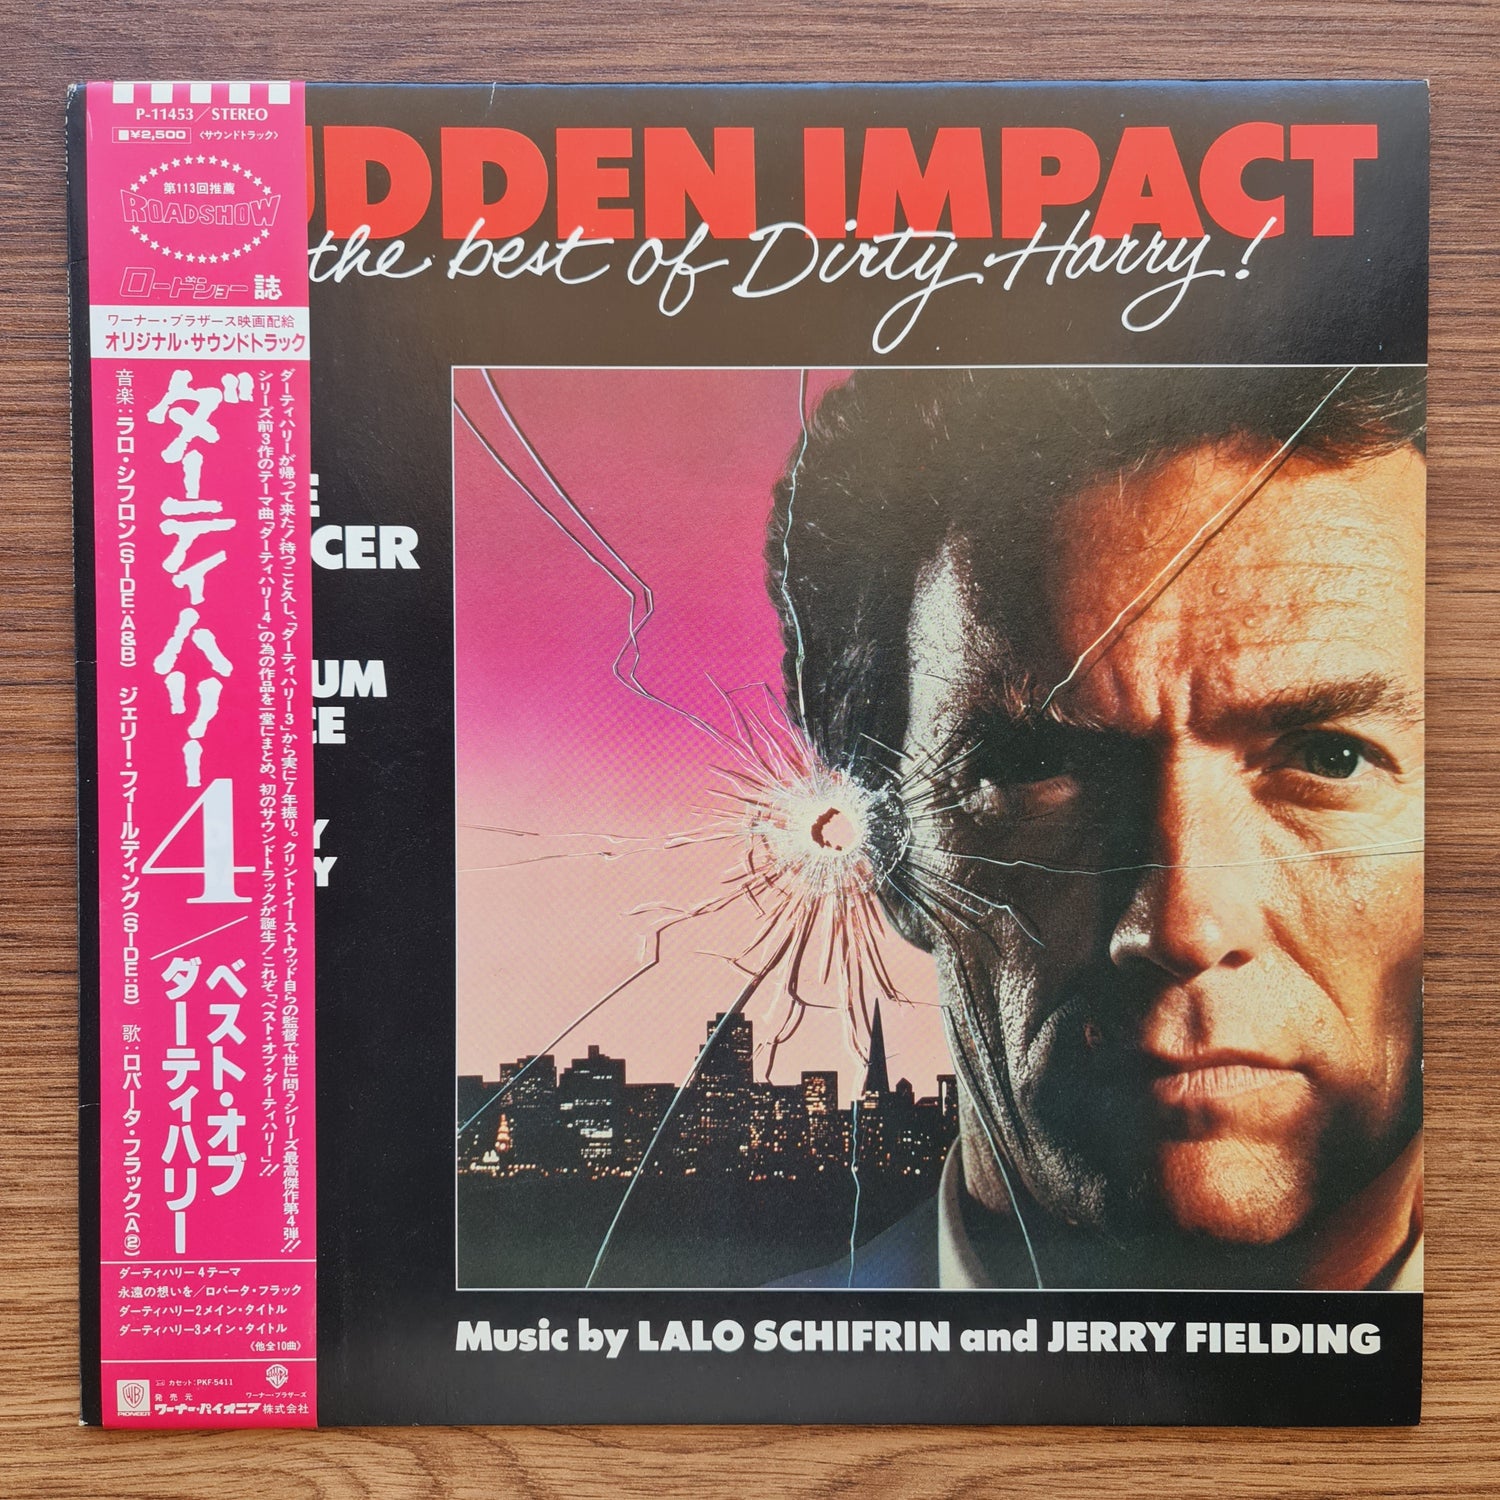 P-11453/STEREO
¥2,500 〈サウンドトラック〉
第113回推薦
ROADSHOW
ロードショー誌
ワーナー・ブラザース映画配給
オリジナル・サウンドトラック
ダーティハリーが帰って来た!待つこと久し、「ダーティハリー3」から実に7年振り。クリント・イーストウッド自らの監督で世に問うシリーズ最高傑作第4弾!!
シリーズ前3作のテーマ曲「ダーティハリー4」の為の作品を一堂にまとめ、初のサウンドトラックが誕生!これぞ「ベスト・オブ・ダーティハリー」!!
ダーティハリー4/ベスト・オブ
ダーティハリー
音楽:ラロ・シフロン(SIDE:A&B) ジェリー・フィールディング(SIDE:B) 歌:ロバータ・フラック(A②)
ダーティハリー4テーマ
永遠の想いを/ロバータ・フラック
ダーティハリー2メイン・タイトル
ダーティハリー3メイン・タイトル
〈他全10曲〉
カセット:PKF-5411
WB
PIONEER
発売元
ワーナー・ブラザーズ
ワーナー・パイオニア株式会社
UDDEN IMPACT
the best of Dirty Harry!
E
CER
UM
CE
Y
Y
Music by LALO SCHIFRIN and JERRY FIELDING